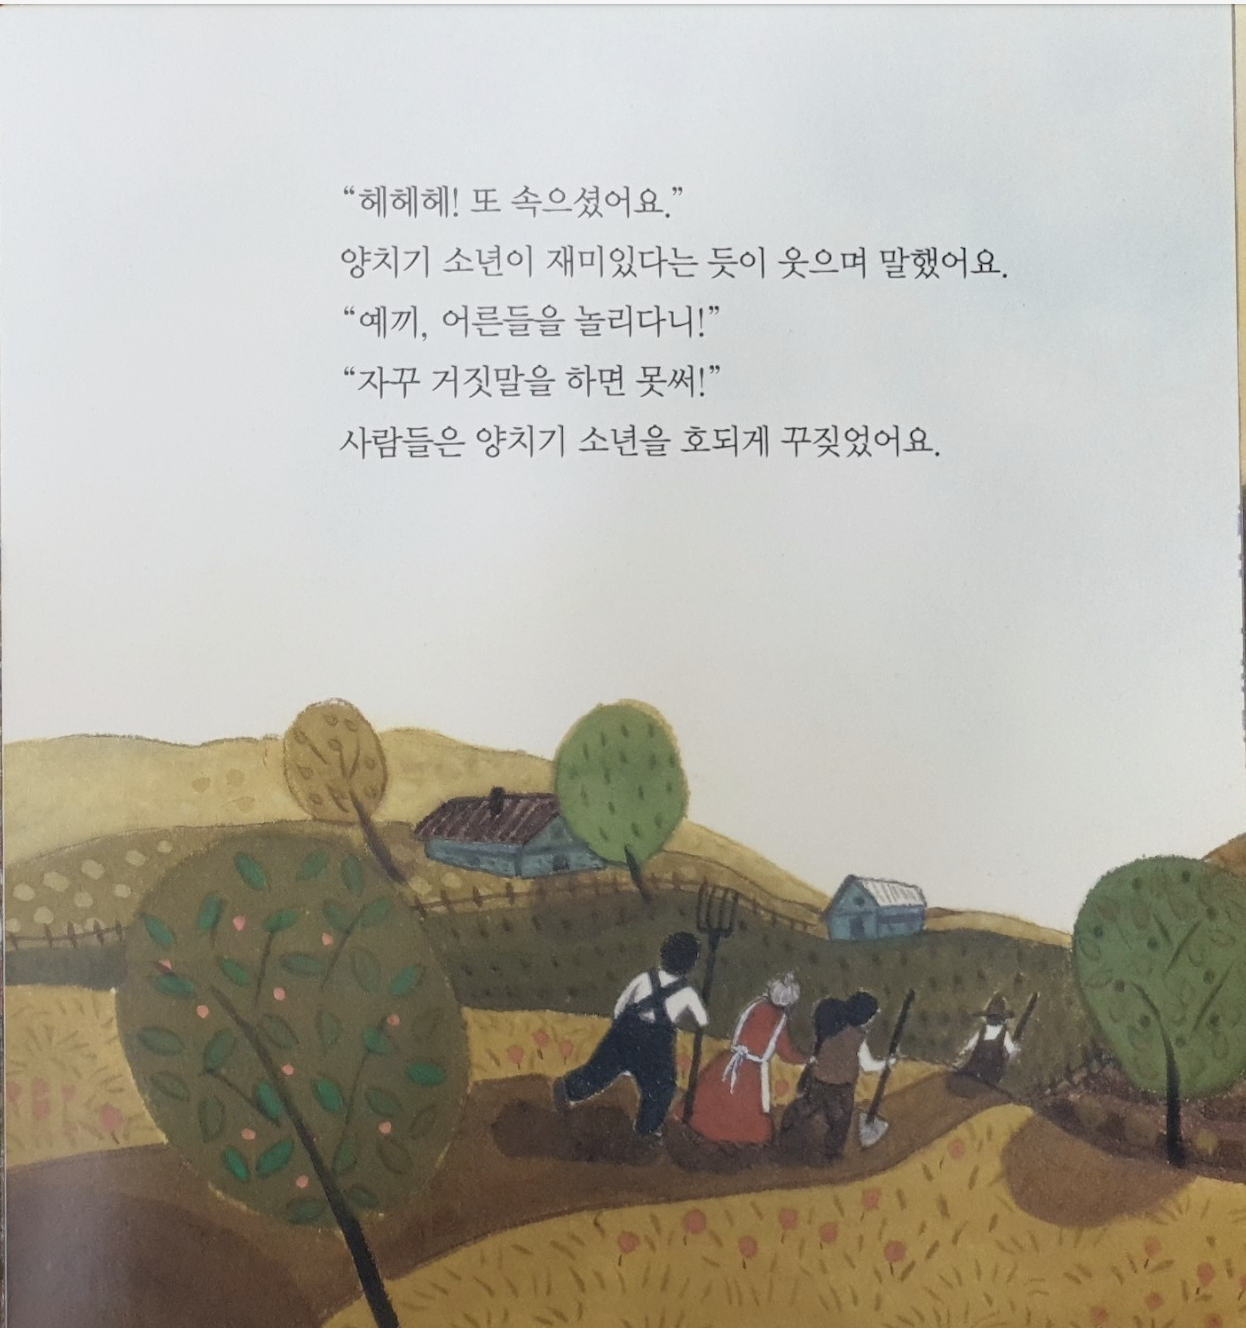 “헤헤헤! 또 속으셨어요.”
양치기 소년이 재미있다는 듯이 웃으며 말했어요.
“예끼, 어른들을 놀리다니!”
“자꾸 거짓말을 하면 못써!”
사람들은 양치기 소년을 호되게 꾸짖었어요.